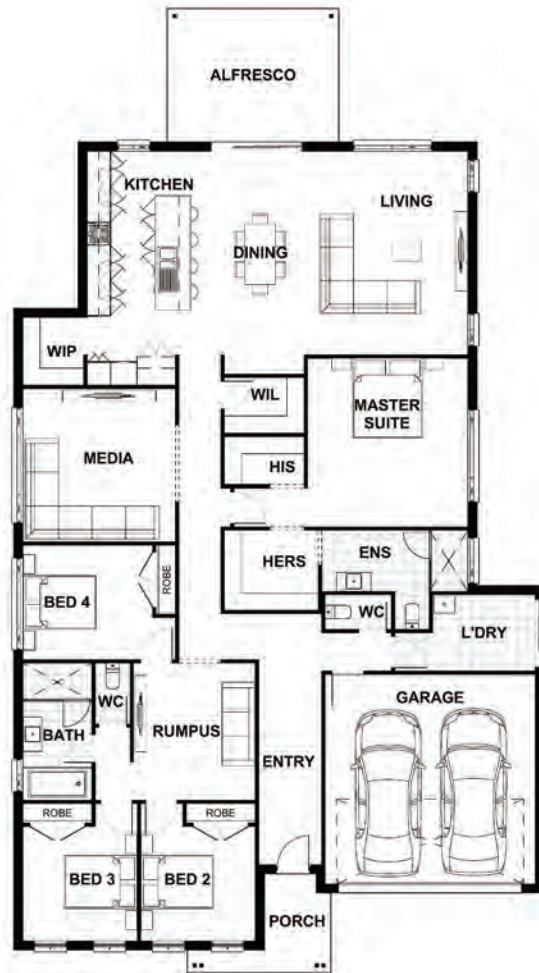 ALFRESCO
KITCHEN
LIVING
DINING
WIP
WIL
MASTER
SUITE
MEDIA
HIS
HERS
ENS
ROBE
BED 4
WC
L'DRY
WC
GARAGE
BATH
RUMPUS
ENTRY
ROBE
ROBE
BED 3
BED 2
PORCH